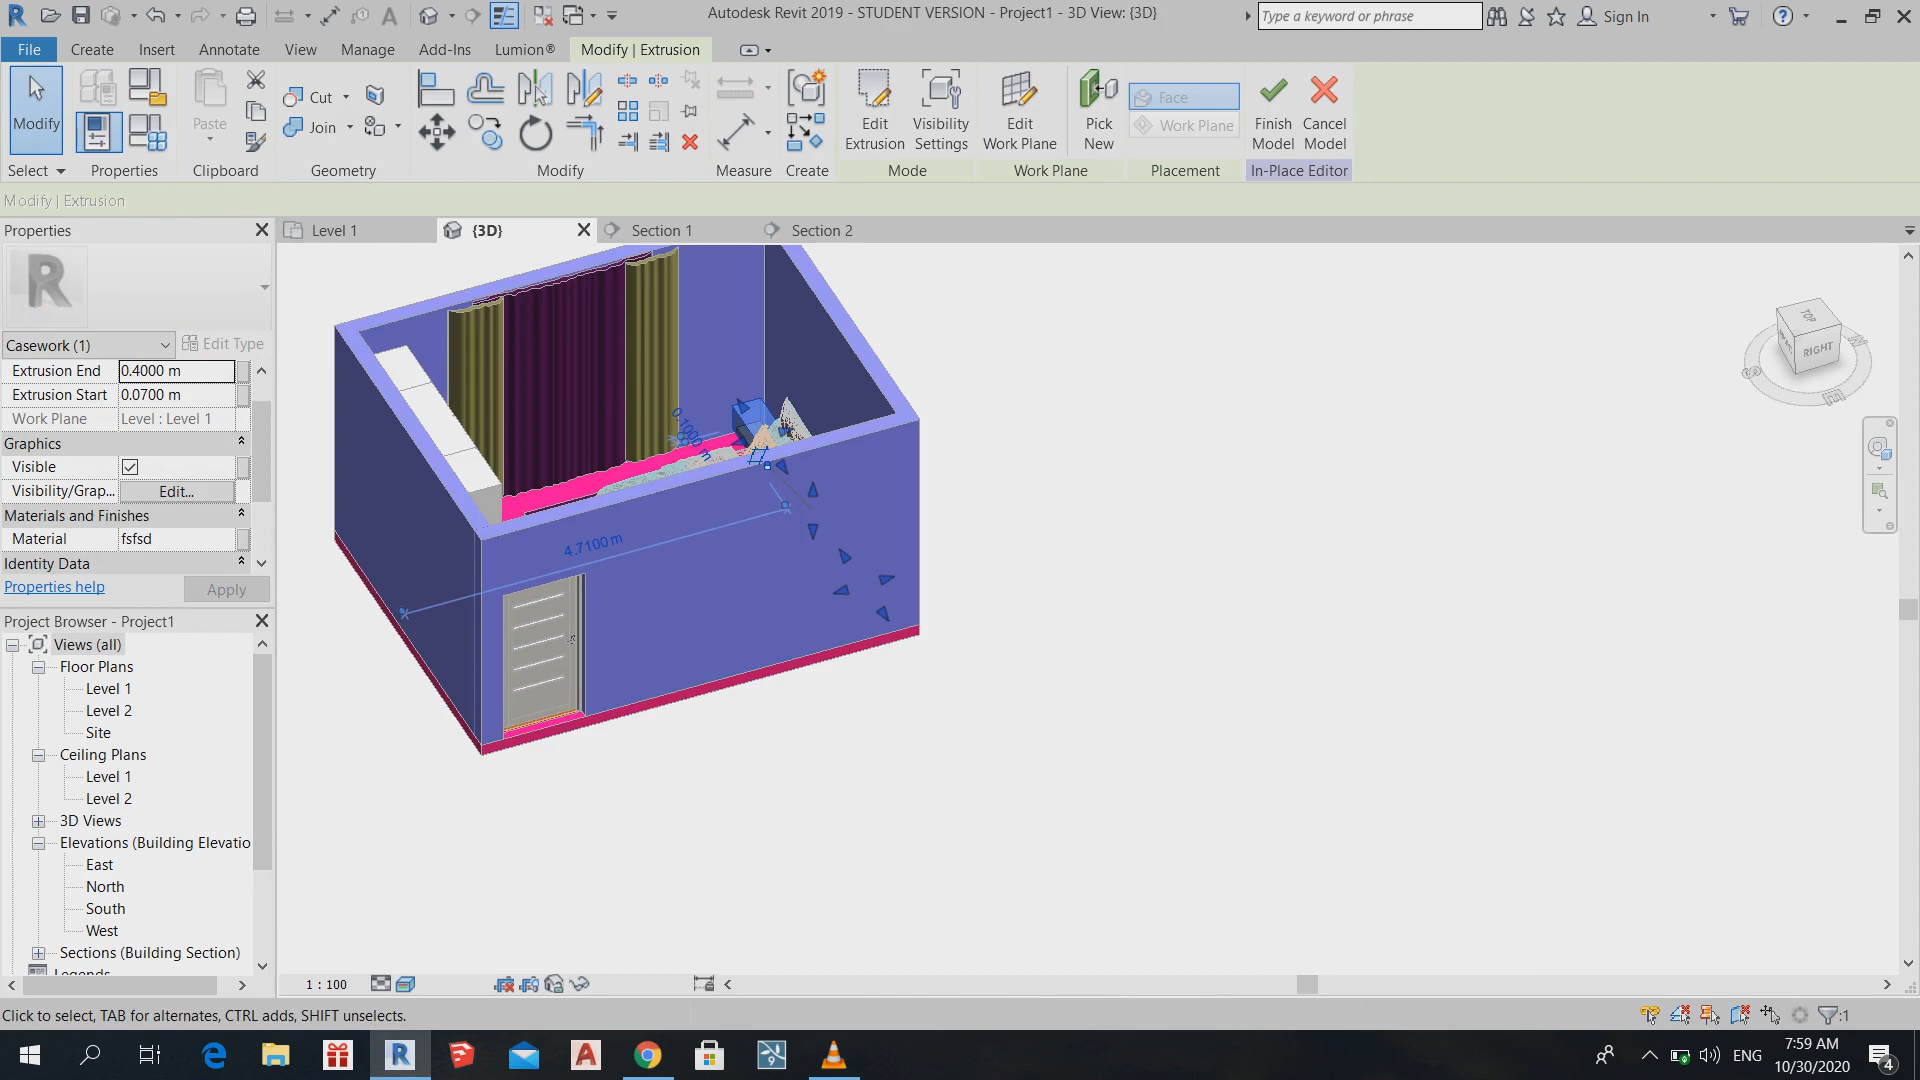 Autodesk Revit 2019 - STUDENT VERSION - Project1 - 3D View: {3D}
Type a keyword or phrase
Sign In
File
Create
Insert
Annotate
View
Manage
Add-Ins
Lumion®
Modify | Extrusion
Modify
Paste
Cut
Join
Edit
Extrusion
Visibility
Settings
Edit
Work Plane
Pick
New
Face
Work Plane
Finish
Model
Cancel
Model
Select
Properties
Clipboard
Geometry
Modify
Measure
Create
Mode
Work Plane
Placement
In-Place Editor
Modify | Extrusion
Properties
Level 1
{3D}
Section 1
Section 2
R
Casework (1)
Edit Type
Extrusion End
0.4000 m
Extrusion Start
0.0700 m
Work Plane
Level : Level 1
Graphics
Visible
Visibility/Grap...
Edit...
Materials and Finishes
Material
fsfsd
Identity Data
Properties help
Apply
0.1000 m
4.7100 m
TOP
RIGHT
Project Browser - Project1
Views (all)
Floor Plans
Level 1
Level 2
Site
Ceiling Plans
Level 1
Level 2
3D Views
Elevations (Building Elevatio
East
North
South
West
Sections (Building Section)
Legends
1 : 100
Click to select, TAB for alternates, CTRL adds, SHIFT unselects.
:1
ENG
7:59 AM
10/30/2020
4